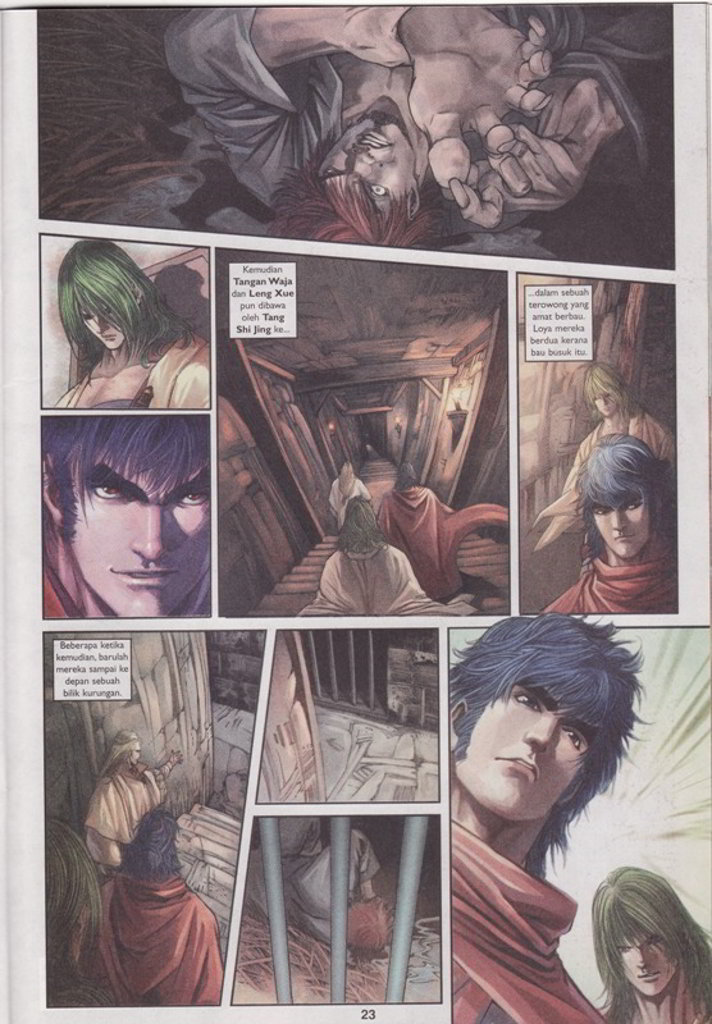 Kemudian
Tangan Waja
dan Leng Xue
pun dibawa
oleh Tang
Shi Jing ke...
...dalam sebuah
terowong yang
amat berbau.
Loya mereka
berdua kerana
bau busuk itu.
Beberapa ketika
kemudian, barulah
mereka sampai ke
depan sebuah
bilik kurungan.
23